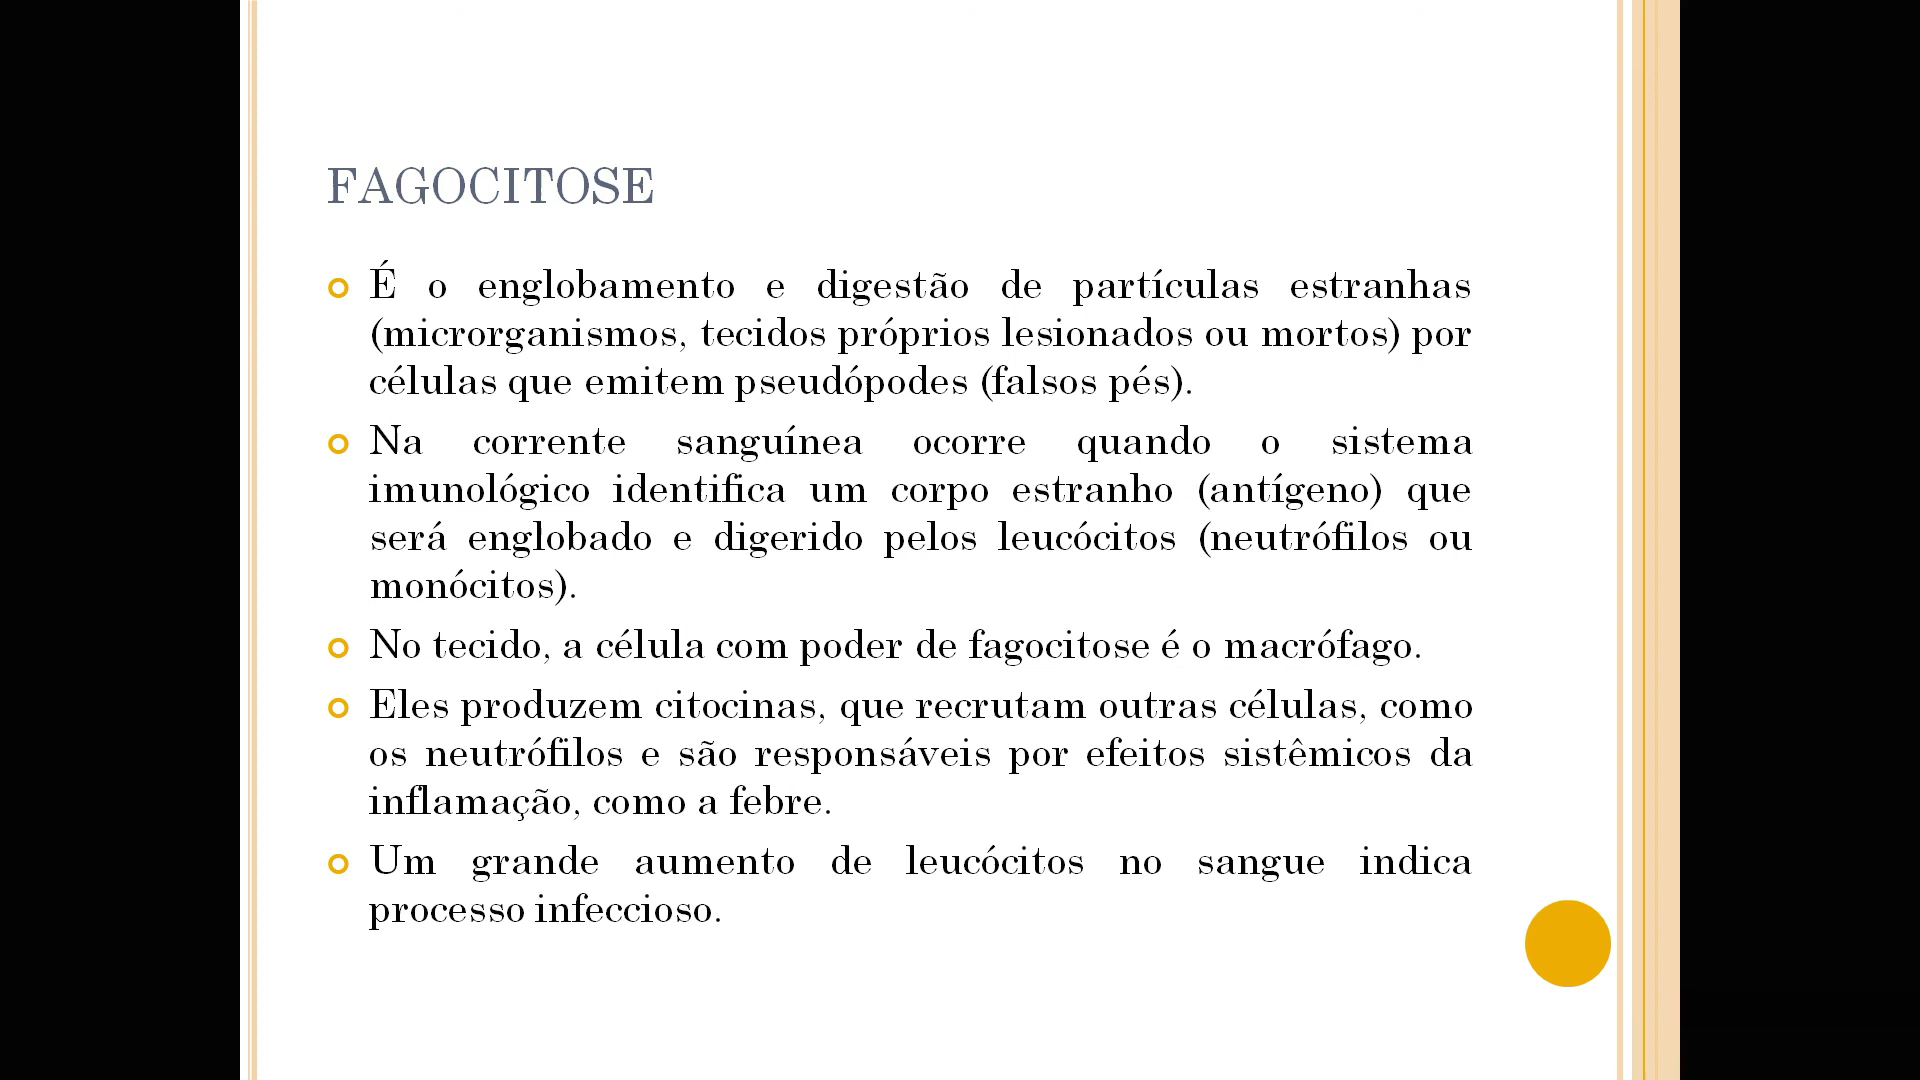 FAGOCITOSE
É o englobamento e digestão de partículas estranhas
(microrganismos, tecidos próprios lesionados ou mortos) por
células que emitem pseudópodes (falsos pés).
Na corrente sanguínea ocorre quando o sistema
imunológico identifica um corpo estranho (antígeno) que
será englobado e digerido pelos leucócitos (neutrófilos ou
monócitos).
No tecido, a célula com poder de fagocitose é o macrófago.
Eles produzem citocinas, que recrutam outras células, como
os neutrófilos e são responsáveis por efeitos sistêmicos da
inflamação, como a febre.
Um grande aumento de leucócitos no sangue indica
processo infeccioso.